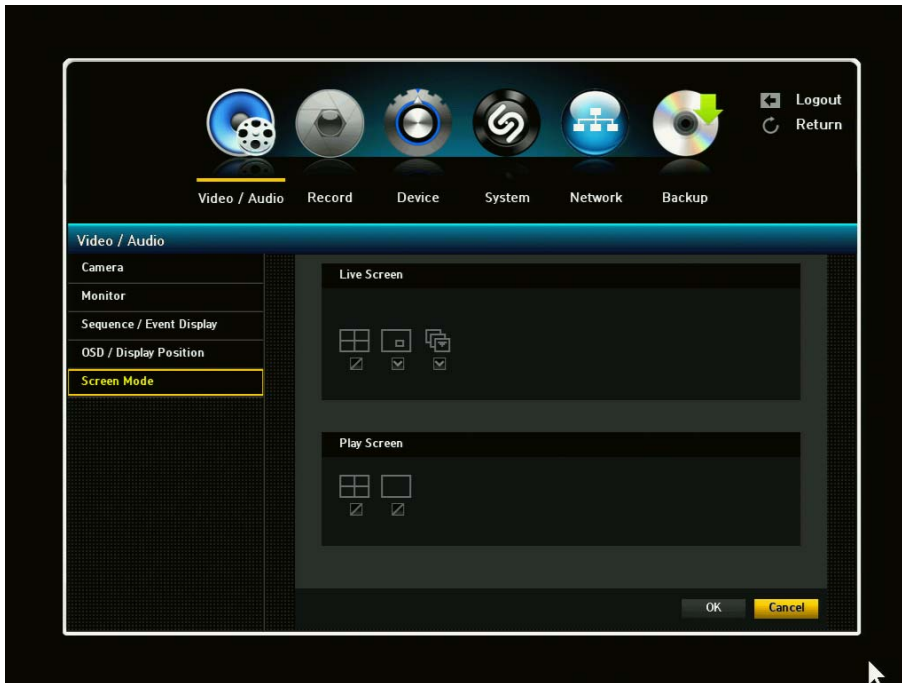 Logout
Return
Video / Audio Record Device System Network Backup
Video / Audio
Camera
Monitor
Sequence / Event Display
OSD / Display Position
Screen Mode
Live Screen
Play Screen
OK Cancel